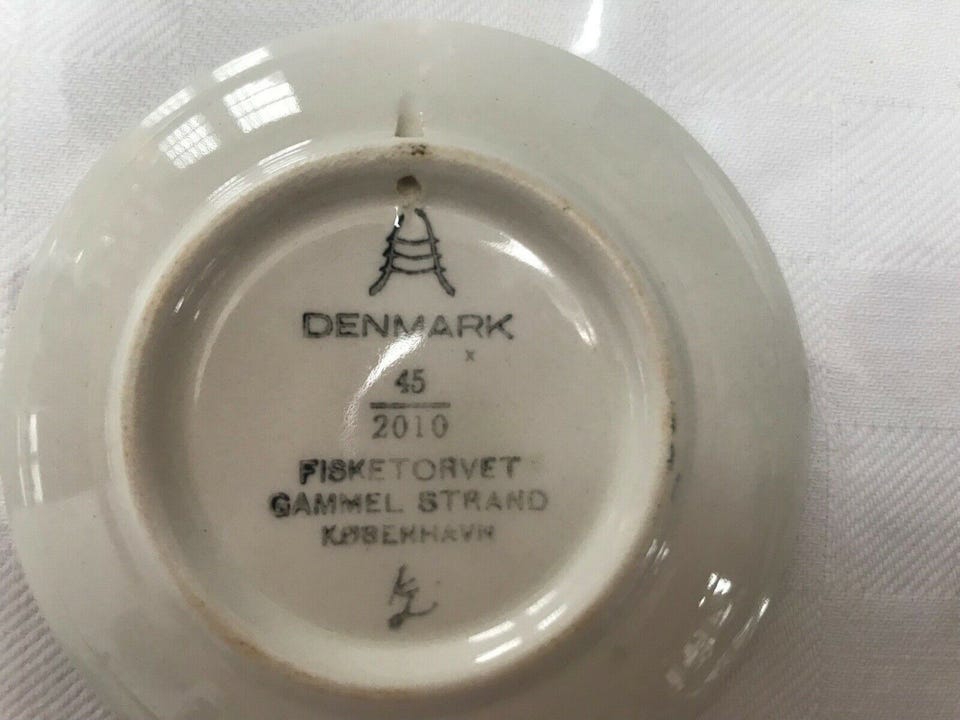 DENMARK
x
45
2010
FISKETORVET
GAMMEL STRAND
KØBENHAVN